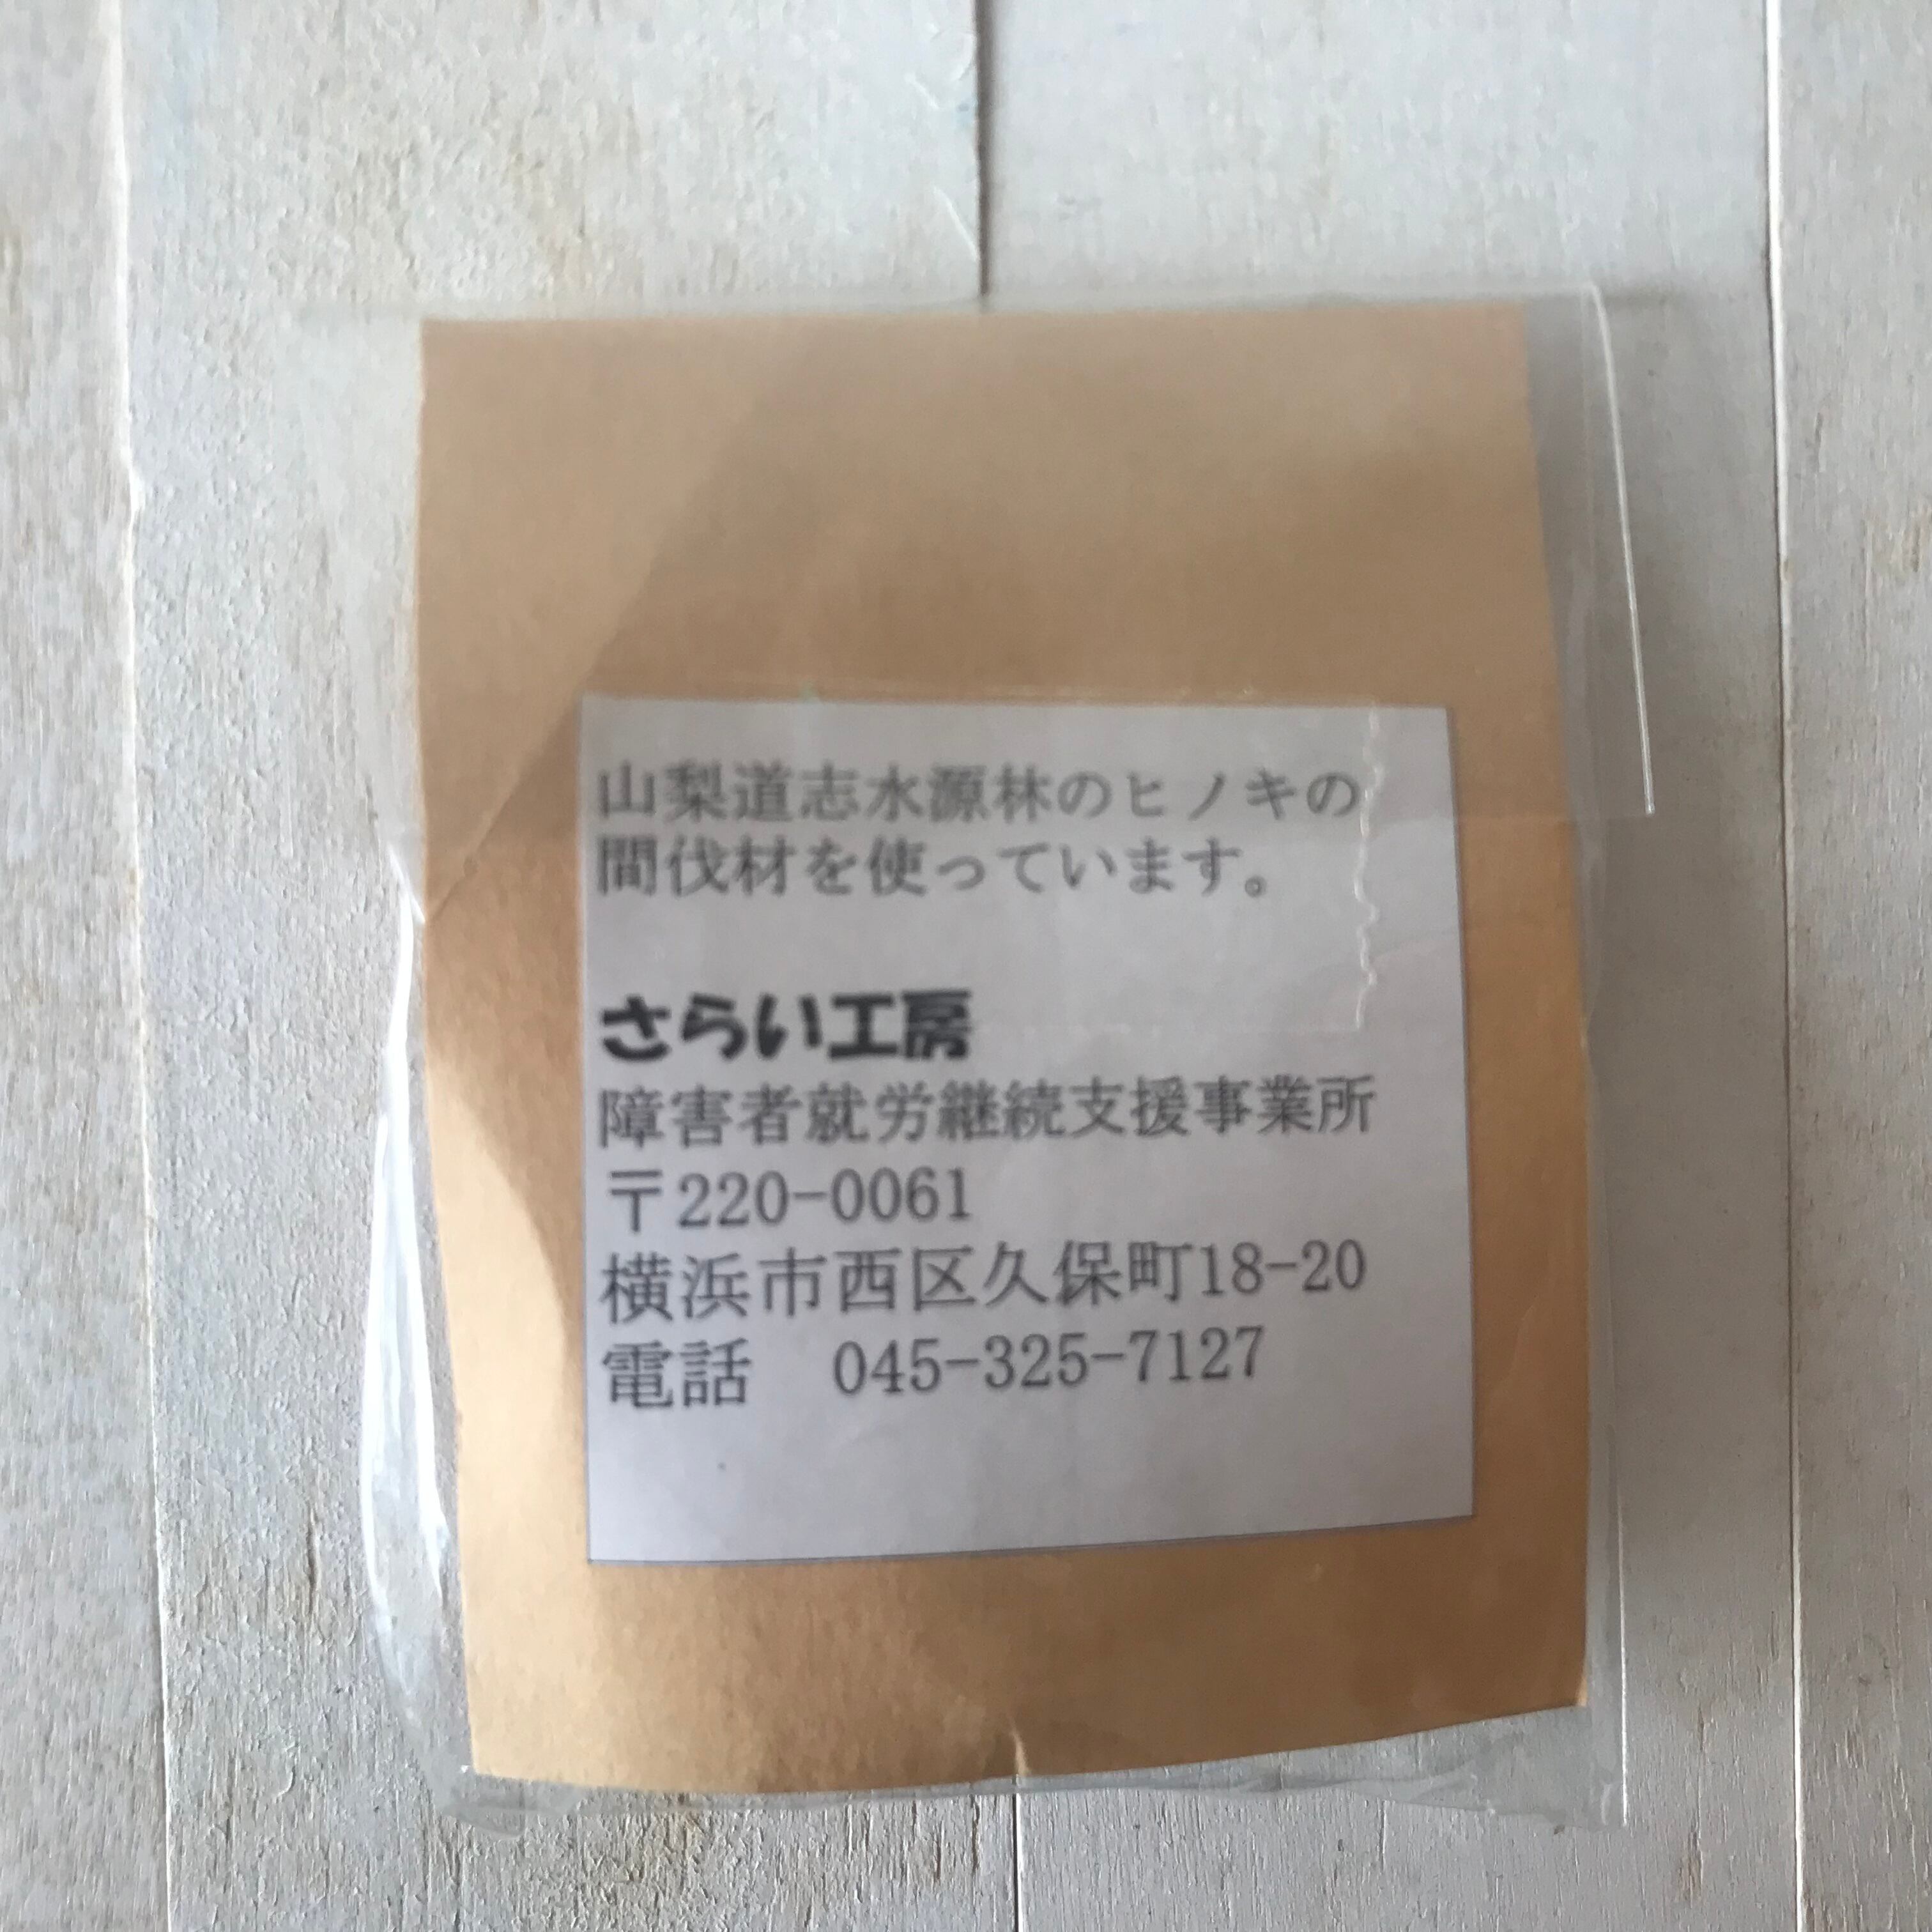 山梨道志水源林のヒノキの
間伐材を使っています。
さらい工房
障害者就労継続支援事業所
〒220-0061
横浜市西区久保町18-20
電話　045-325-7127